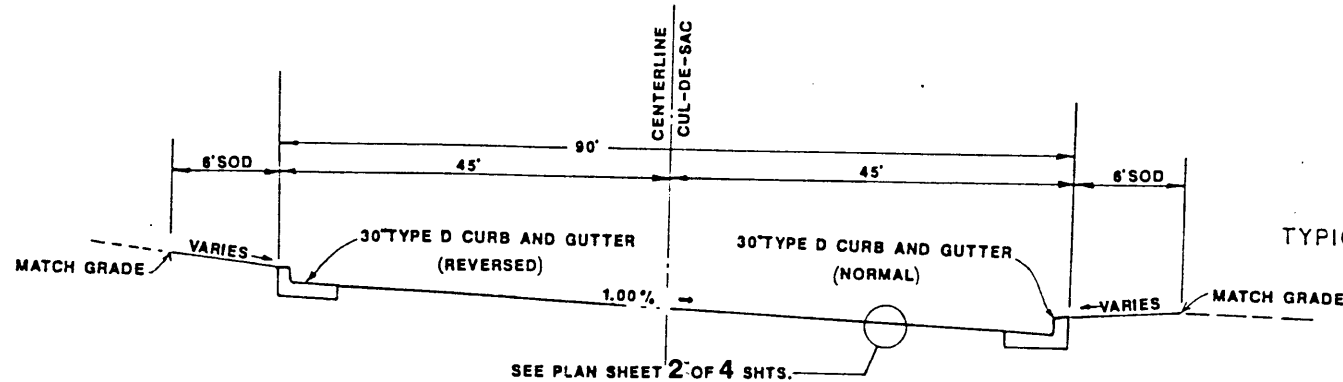 CENTERLINE
CUL-DE-SAC
90'
6'SOD
45'
45'
6'SOD
VARIES
30"TYPE D CURB AND GUTTER
(REVERSED)
30"TYPE D CURB AND GUTTER
(NORMAL)
TYPIC
MATCH GRADE
1.00%
VARIES
MATCH GRADE
SEE PLAN SHEET 2 OF 4 SHTS.